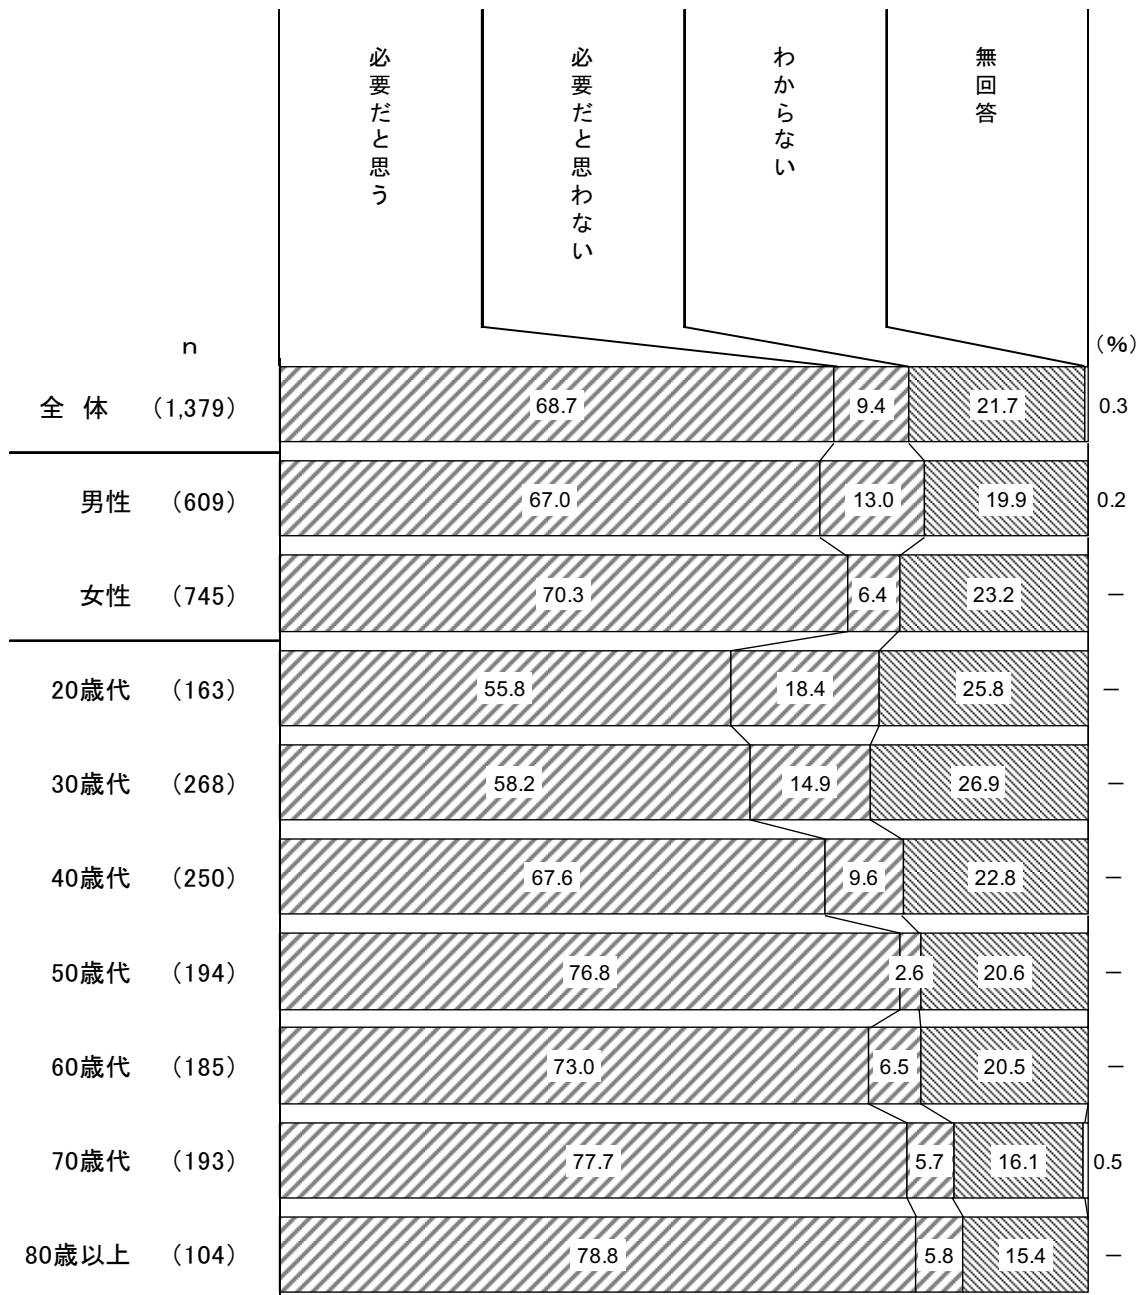 必要だと思う
必要だと思わない
わからない
無回答
n
(%)
全 体 (1,379) 68.7 9.4 21.7 0.3
男性 (609) 67.0 13.0 19.9 0.2
女性 (745) 70.3 6.4 23.2 －
20歳代 (163) 55.8 18.4 25.8 －
30歳代 (268) 58.2 14.9 26.9 －
40歳代 (250) 67.6 9.6 22.8 －
50歳代 (194) 76.8 2.6 20.6 －
60歳代 (185) 73.0 6.5 20.5 －
70歳代 (193) 77.7 5.7 16.1 0.5
80歳以上 (104) 78.8 5.8 15.4 －